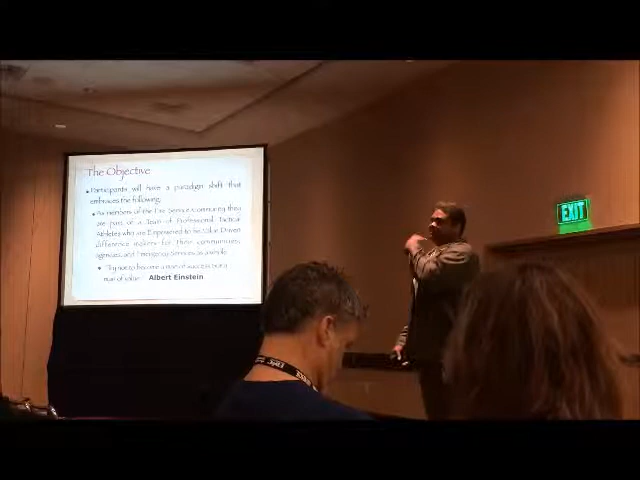 The Objective
Participants will have a paradigm shift that
embraces the following:
As members of the Fire Service community they
are part of a Team of Professional Tactical
Athletes who are Empowered to be Value Driven
difference makers for their communities,
agencies, and Emergency Services as a whole
"Try not to become a man of success but a
man of value" Albert Einstein
EXIT